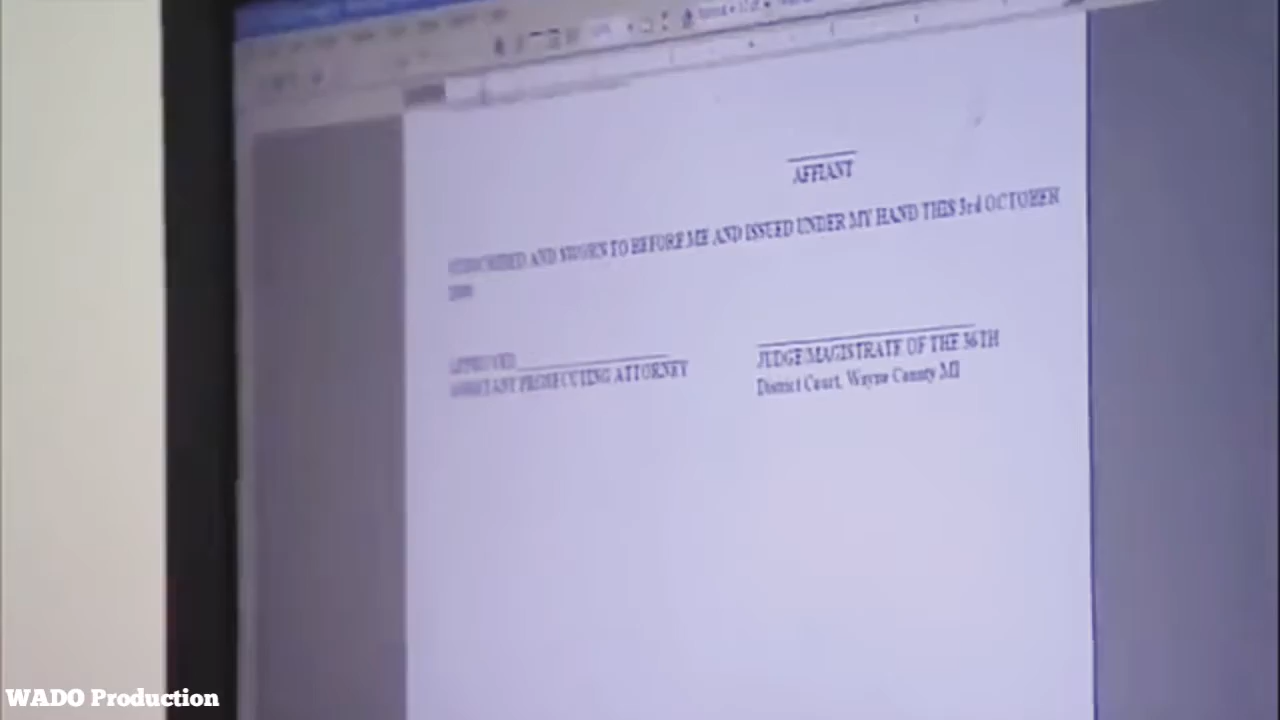 AFFIANT
SUBSCRIBED AND SWORN TO BEFORE ME AND ISSUED UNDER MY HAND THIS 3rd OCTOBER
APPROVED
ASSISTANT PROSECUTING ATTORNEY
JUDGE/MAGISTRATE OF THE 36TH
District Court, Wayne County MI
WADO Production